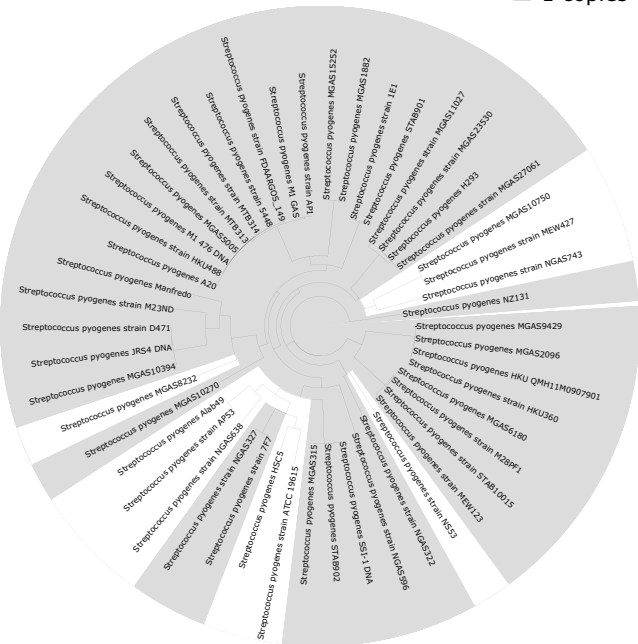 2 copies
Streptococcus pyogenes MGAS15252
Streptococcus pyogenes MGAS1882
Streptococcus pyogenes strain 1E1
Streptococcus pyogenes STAB901
Streptococcus pyogenes strain MGAS11027
Streptococcus pyogenes strain MGAS23530
Streptococcus pyogenes H293
Streptococcus pyogenes strain MGAS27061
Streptococcus pyogenes MGAS10750
Streptococcus pyogenes strain MEW427
Streptococcus pyogenes strain NGAS743
Streptococcus pyogenes NZ131
Streptococcus pyogenes MGAS9429
Streptococcus pyogenes MGAS2096
Streptococcus pyogenes HKU QMH11M0907901
Streptococcus pyogenes strain HKU360
Streptococcus pyogenes MGAS6180
Streptococcus pyogenes strain M28PF1
Streptococcus pyogenes strain STAB10015
Streptococcus pyogenes strain MEW123
Streptococcus pyogenes strain NS53
Streptococcus pyogenes strain NGAS322
Streptococcus pyogenes strain NGAS596
Streptococcus pyogenes SSI-1 DNA
Streptococcus pyogenes STAB902
Streptococcus pyogenes MGAS315
Streptococcus pyogenes strain ATCC 19615
Streptococcus pyogenes HSC5
Streptococcus pyogenes strain 7F7
Streptococcus pyogenes strain NGAS327
Streptococcus pyogenes strain NGAS638
Streptococcus pyogenes strain AP53
Streptococcus pyogenes Alab49
Streptococcus pyogenes MGAS10270
Streptococcus pyogenes MGAS8232
Streptococcus pyogenes MGAS10394
Streptococcus pyogenes JRS4 DNA
Streptococcus pyogenes strain D471
Streptococcus pyogenes strain M23ND
Streptococcus pyogenes Manfredo
Streptococcus pyogenes A20
Streptococcus pyogenes strain HKU488
Streptococcus pyogenes M1 476 DNA
Streptococcus pyogenes MGAS5005
Streptococcus pyogenes strain MTB313
Streptococcus pyogenes strain MTB314
Streptococcus pyogenes strain 5448
Streptococcus pyogenes strain FDAARGOS_149
Streptococcus pyogenes M1 GAS
Streptococcus pyogenes strain AP1